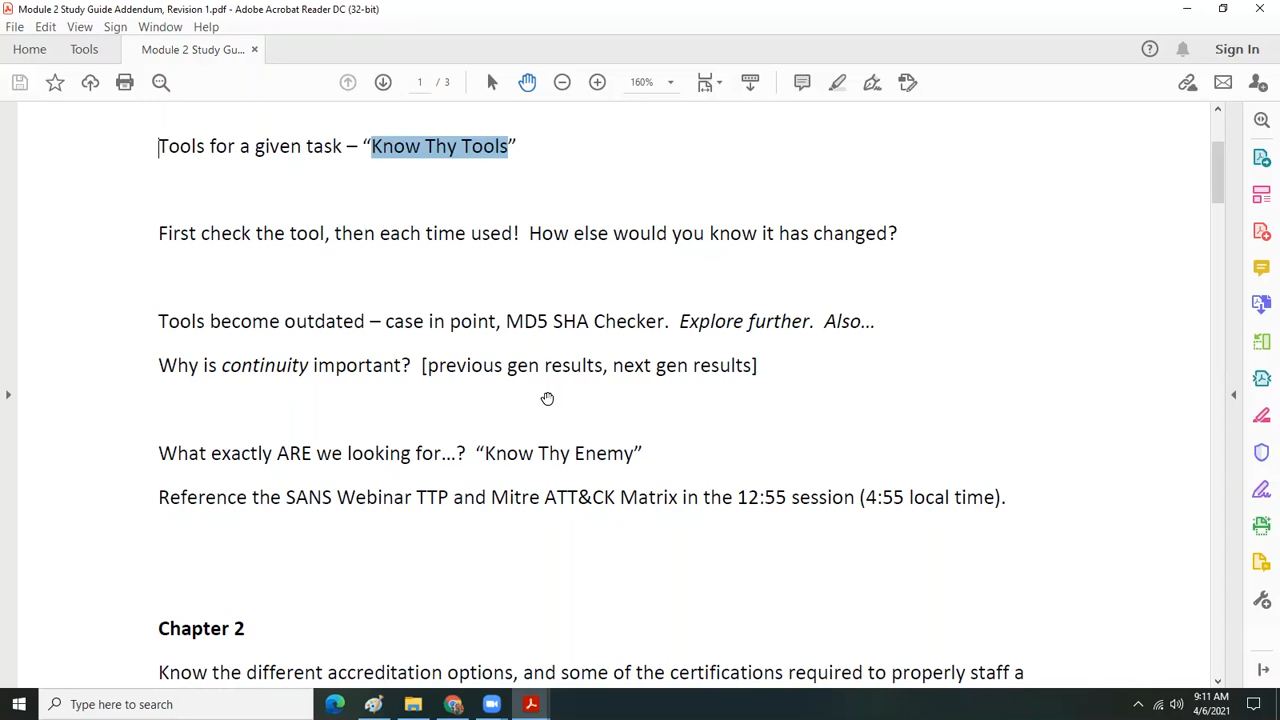 Module 2 Study Guide Addendum, Revision 1.pdf - Adobe Acrobat Reader DC (32-bit)
File Edit View Sign Window Help
Home Tools Module 2 Study Gu... × Sign In
1 / 3 160%
Tools for a given task – “Know Thy Tools”
First check the tool, then each time used! How else would you know it has changed?
Tools become outdated – case in point, MD5 SHA Checker. Explore further. Also…
Why is continuity important? [previous gen results, next gen results]
What exactly ARE we looking for…? “Know Thy Enemy”
Reference the SANS Webinar TTP and Mitre ATT&CK Matrix in the 12:55 session (4:55 local time).
Chapter 2
Know the different accreditation options, and some of the certifications required to properly staff a
Type here to search
9:11 AM
4/6/2021